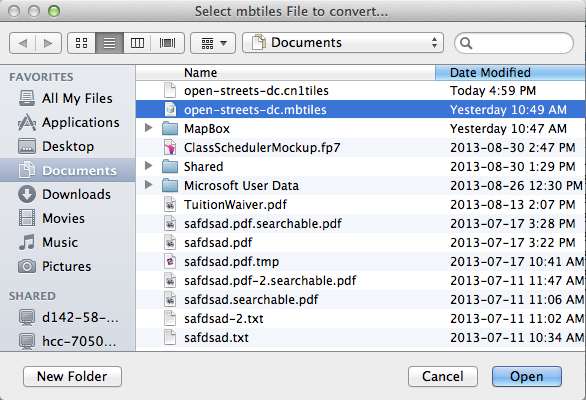 Select mbtiles File to convert...
Documents
FAVORITES
All My Files
Applications
Desktop
Documents
Downloads
Movies
Music
Pictures
SHARED
d142-58-...
hcc-7050...
Name Date Modified
open-streets-dc.cn1tiles Today 4:59 PM
open-streets-dc.mbtiles Yesterday 10:49 AM
MapBox Yesterday 10:47 AM
ClassSchedulerMockup.fp7 2013-08-30 2:47 PM
Shared 2013-08-30 1:29 PM
Microsoft User Data 2013-08-26 12:30 PM
TuitionWaiver.pdf 2013-08-13 2:07 PM
safdsad.pdf.searchable.pdf 2013-07-17 3:28 PM
safdsad.pdf 2013-07-17 3:22 PM
safdsad.pdf.tmp 2013-07-17 10:41 AM
safdsad.pdf-2.searchable.pdf 2013-07-11 11:47 AM
safdsad.searchable.pdf 2013-07-11 11:06 AM
safdsad-2.txt 2013-07-11 11:02 AM
safdsad.txt 2013-07-11 10:34 AM
New Folder Cancel Open